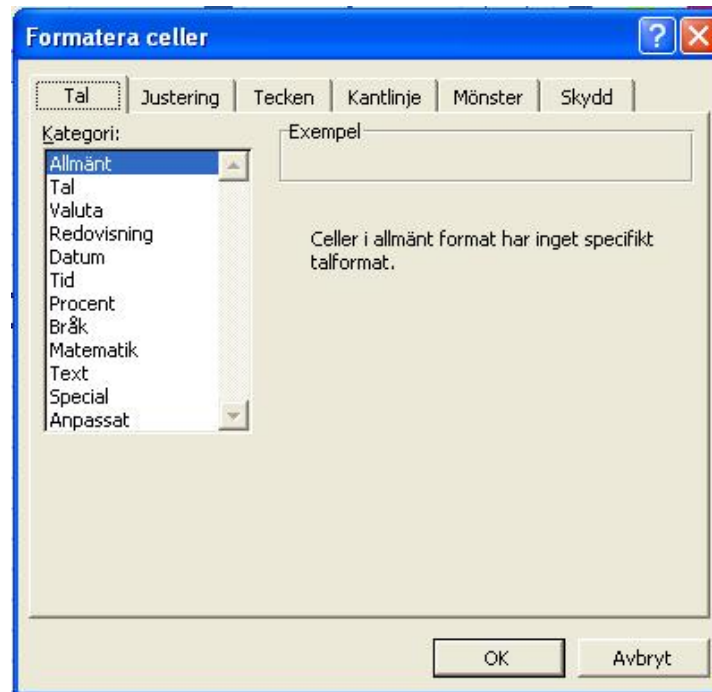 Formatera celler
Tal Justering Tecken Kantlinje Mönster Skydd
Kategori:
Allmänt
Tal
Valuta
Redovisning
Datum
Tid
Procent
Bråk
Matematik
Text
Special
Anpassat
Exempel
Celler i allmänt format har inget specifikt
talformat.
OK Avbryt